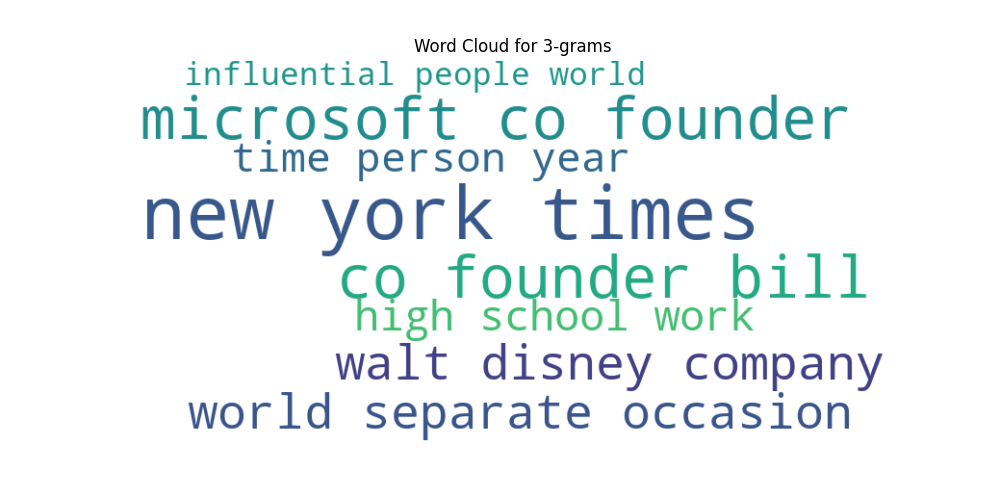 Word Cloud for 3-grams
influential people world
microsoft co founder
time person year
new york times
co founder bill
high school work
walt disney company
world separate occasion